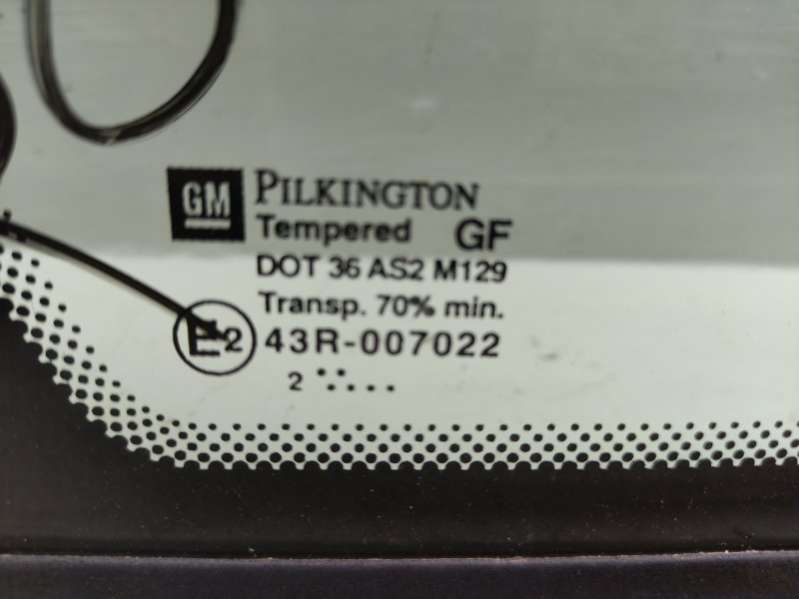 GM PILKINGTON
Tempered GF
DOT 36 AS2 M129
Transp. 70% min.
E2 43R-007022
2